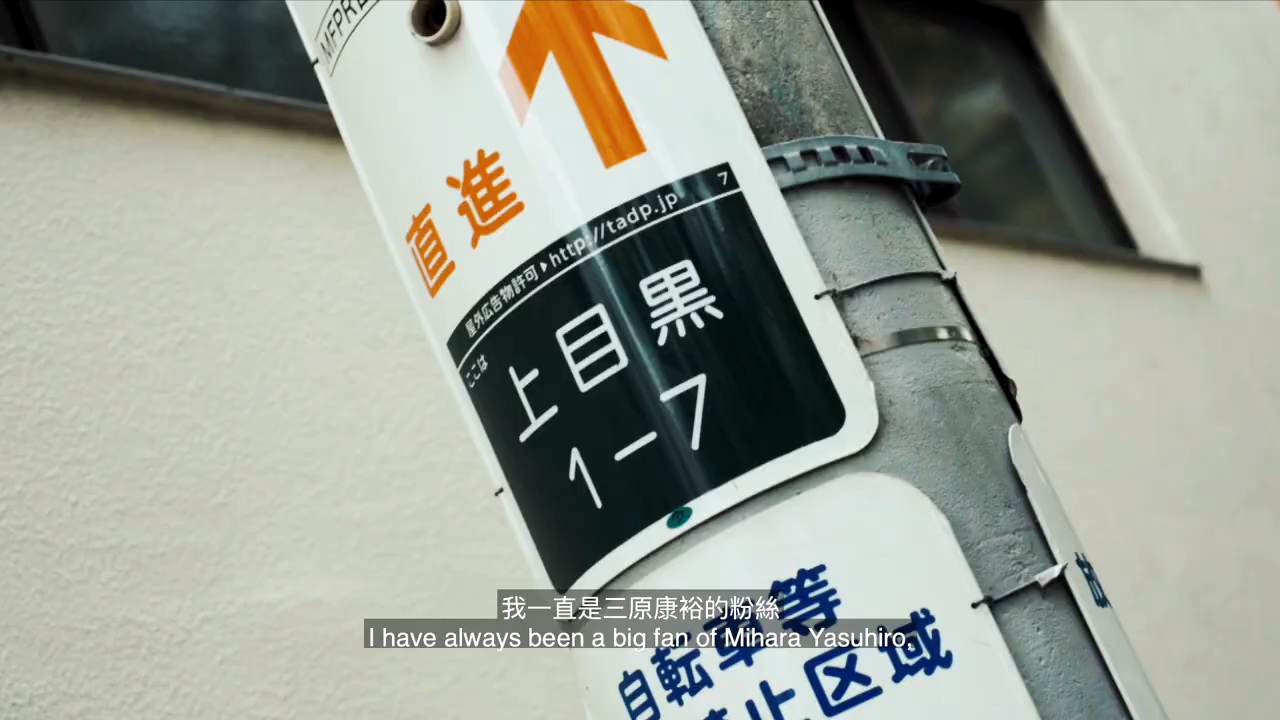 直進
屋外広告物許可▶http://tadp.jp
7
ここは
上目黒
1-7
自転車等
止区域
我一直是三原康裕的粉絲
I have always been a big fan of Mihara Yasuhiro,